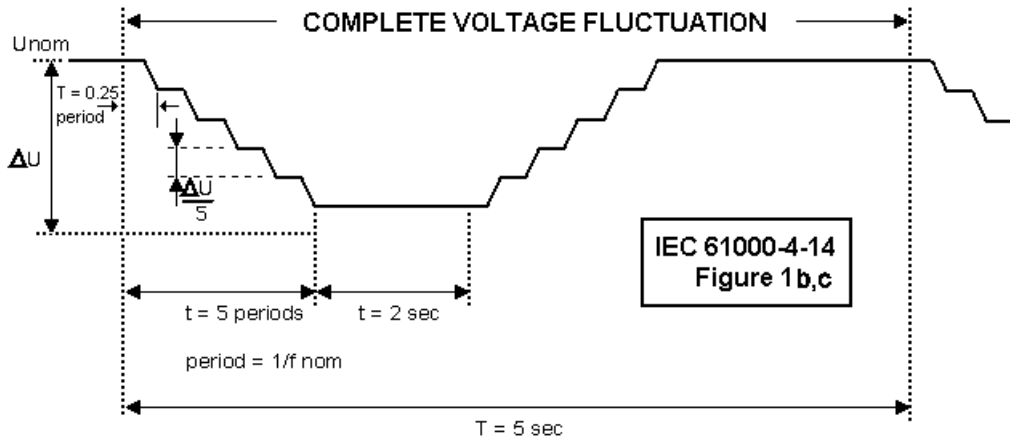 COMPLETE VOLTAGE FLUCTUATION
Unom
T = 0.25
period
ΔU
ΔU
5
IEC 61000-4-14
Figure 1b,c
t = 5 periods
t = 2 sec
period = 1/f nom
T = 5 sec